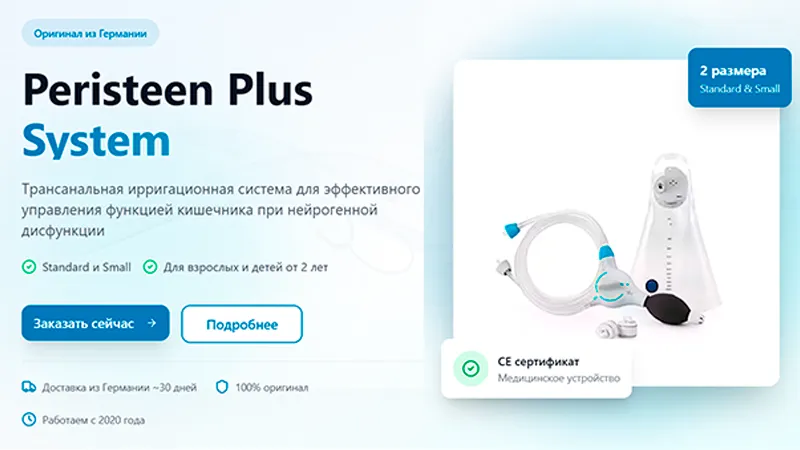 Оригинал из Германии
Peristeen Plus
System
Трансанальная ирригационная система для эффективного
управления функцией кишечника при нейрогенной
дисфункции
Standard и Small
Для взрослых и детей от 2 лет
Заказать сейчас →
Подробнее
Доставка из Германии ~30 дней
100% оригинал
Работаем с 2020 года
2 размера
Standard & Small
CE сертификат
Медицинское устройство